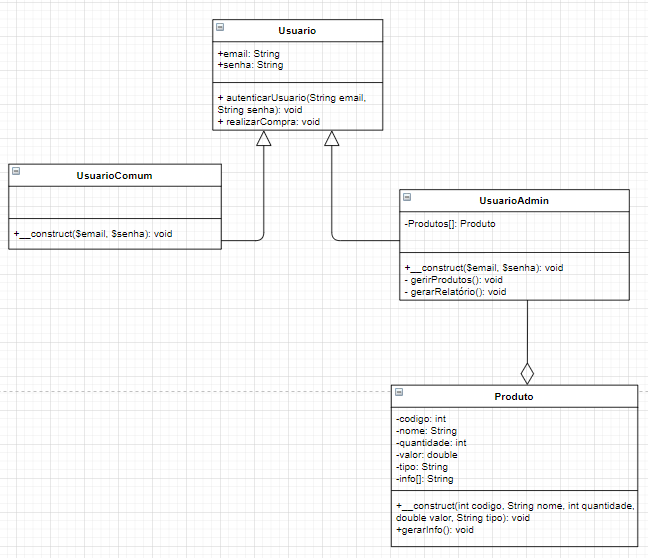 Usuario
+email: String
+senha: String
+ autenticarUsuario(String email,
String senha): void
+ realizarCompra: void
UsuarioComum
+__construct($email, $senha): void
UsuarioAdmin
-Produtos[]: Produto
+__construct($email, $senha): void
- gerirProdutos(): void
- gerarRelatório(): void
Produto
-codigo: int
-nome: String
-quantidade: int
-valor: double
-tipo: String
-info[]: String
+__construct(int codigo, String nome, int quantidade,
double valor, String tipo): void
+gerarInfo(): void